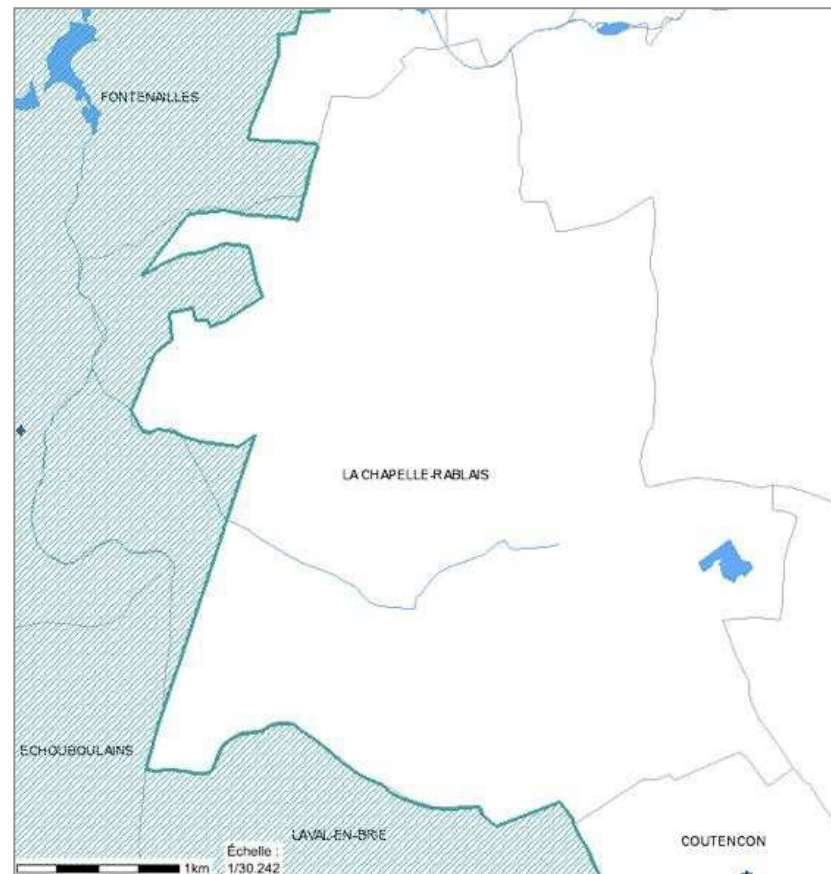 FONTENAILLES
LA CHAPELLE-RABLAIS
ECHOUBOULAINS
LAVAL-EN-BRIE
COUTENCON
1km
Échelle :
1/30.242